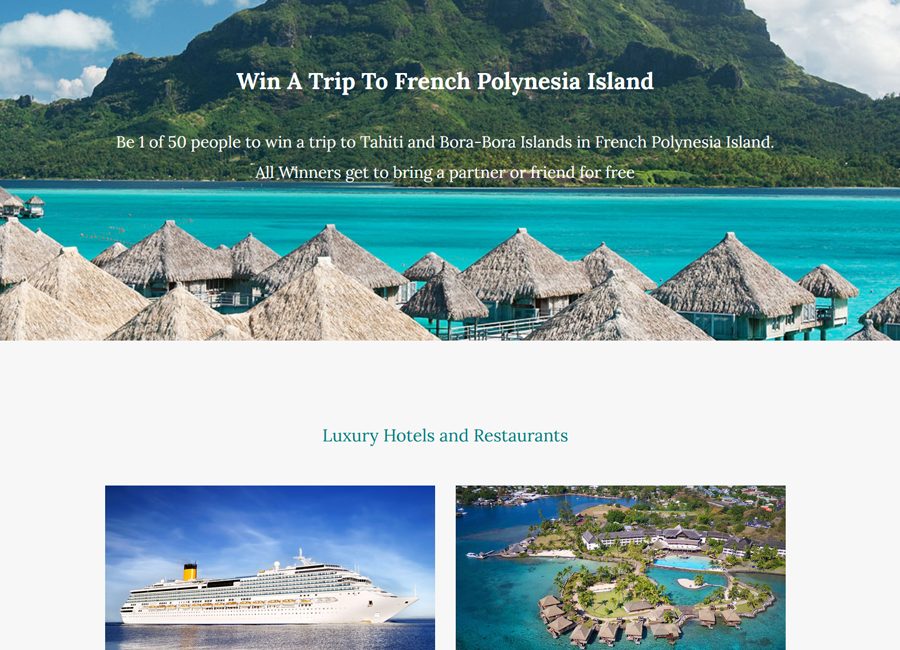 Win A Trip To French Polynesia Island
Be 1 of 50 people to win a trip to Tahiti and Bora-Bora Islands in French Polynesia Island.
All Winners get to bring a partner or friend for free
Luxury Hotels and Restaurants